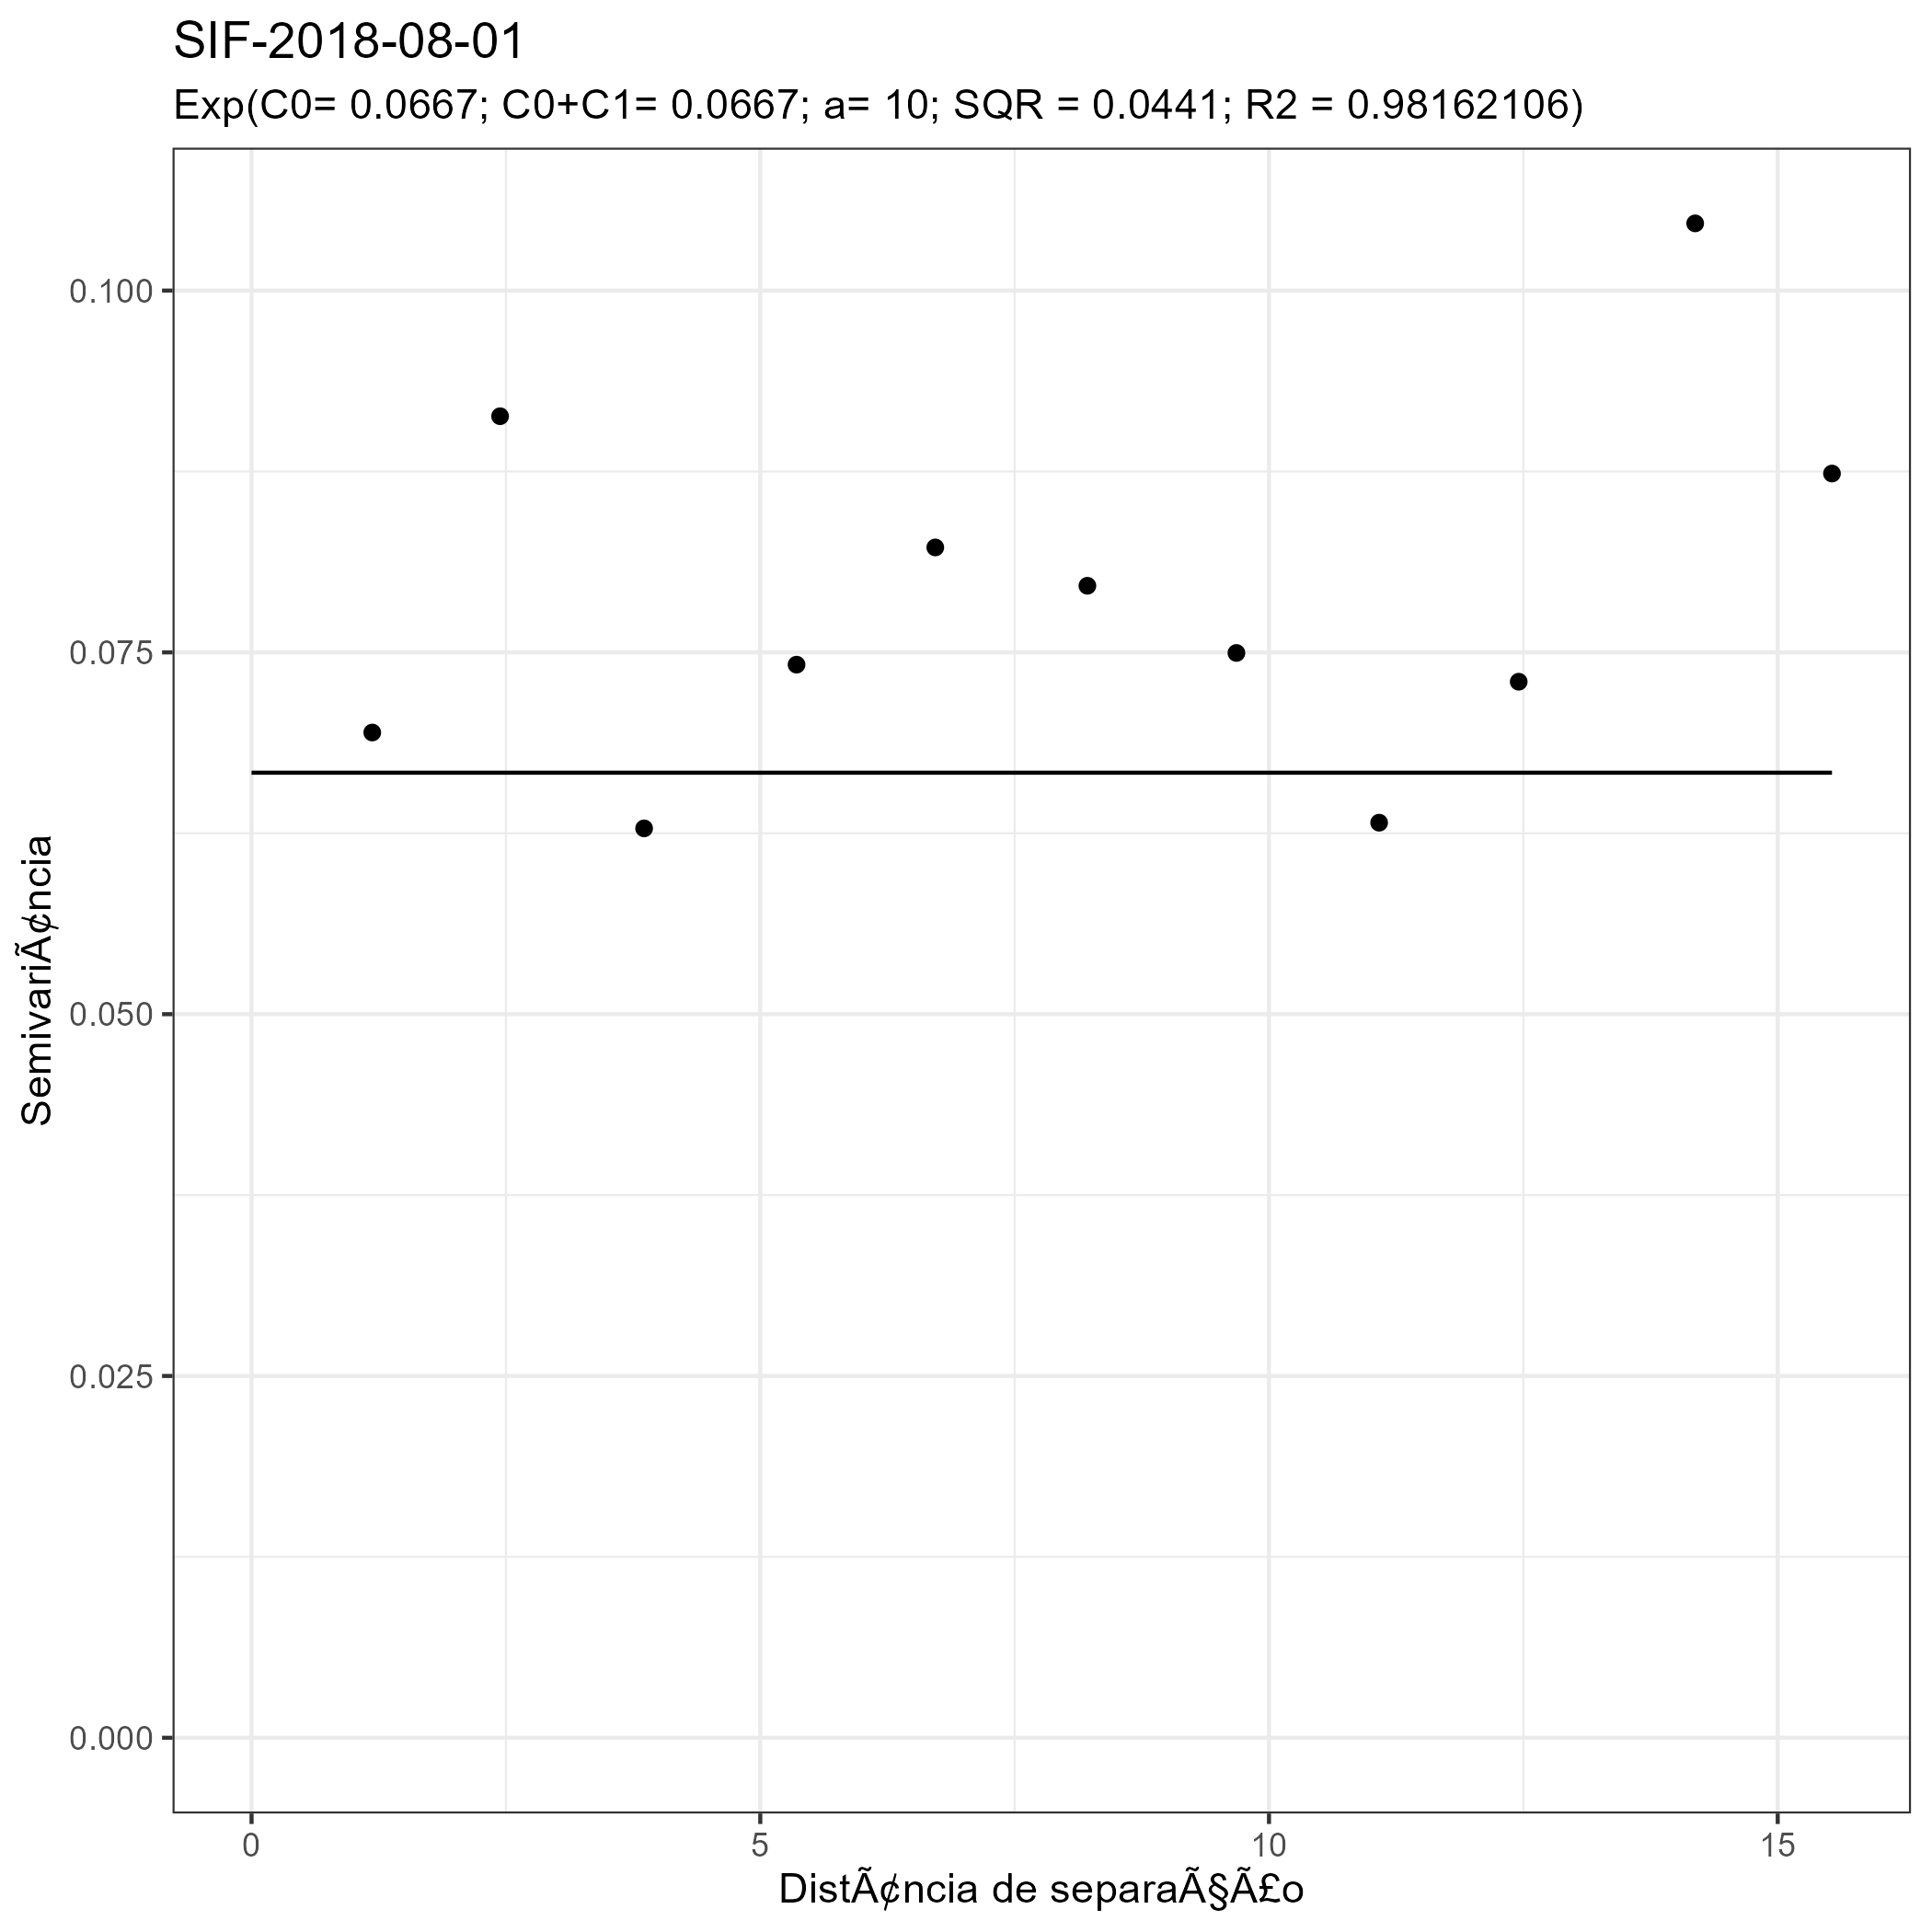 SIF-2018-08-01
Exp(C0= 0.0667; C0+C1= 0.0667; a= 10; SQR = 0.0441; R2 = 0.98162106)
0.100
0.075
0.050
0.025
0.000
SemivariÃ¢ncia
0 5 10 15
DistÃ¢ncia de separaÃ§Ã£o